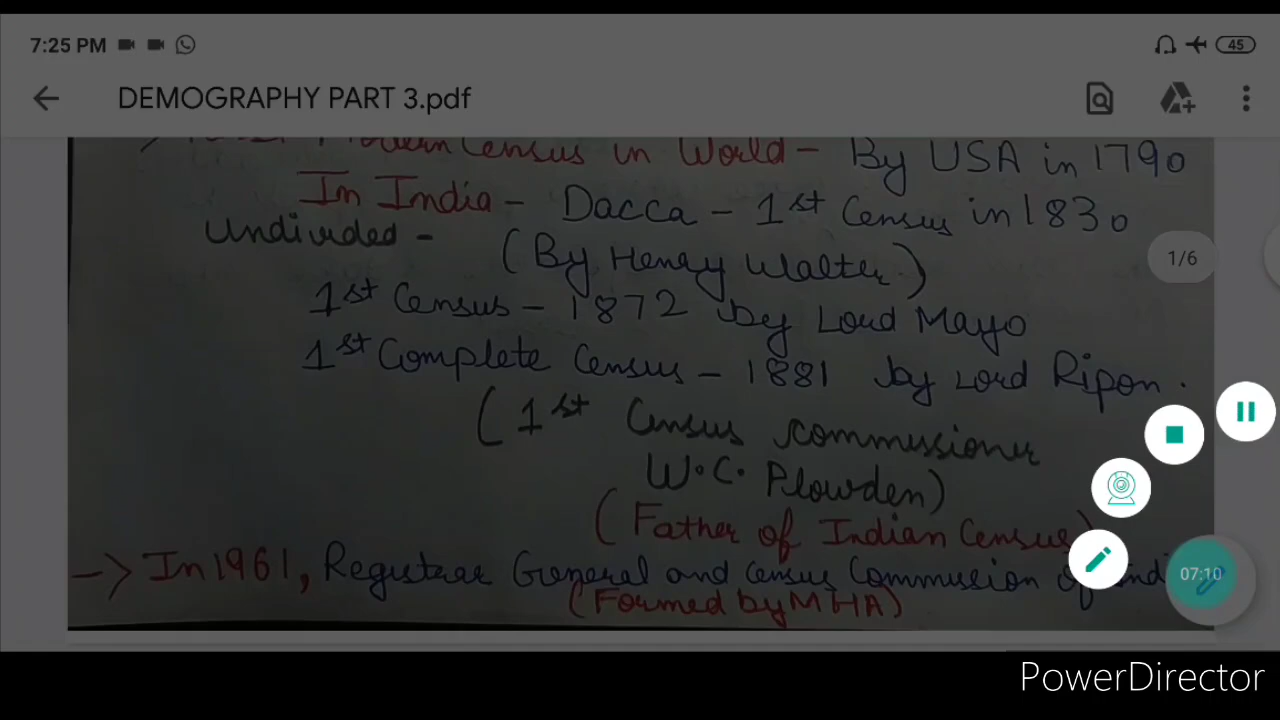 7:25 PM
45
DEMOGRAPHY PART 3.pdf
Modern Census in World - By USA in 1790
In India - Dacca - 1st Census in 1830
Undivided -
(By Henry Walter)
1/6
1st Census - 1872 by Lord Mayo
1st Complete Census - 1881 by Lord Ripon.
(1st Census commissioner
W.C. Plowden)
(Father of Indian Census)
-> In 1961, Registrar General and Census Commission of
07:10
(Formed by MHA)
PowerDirector